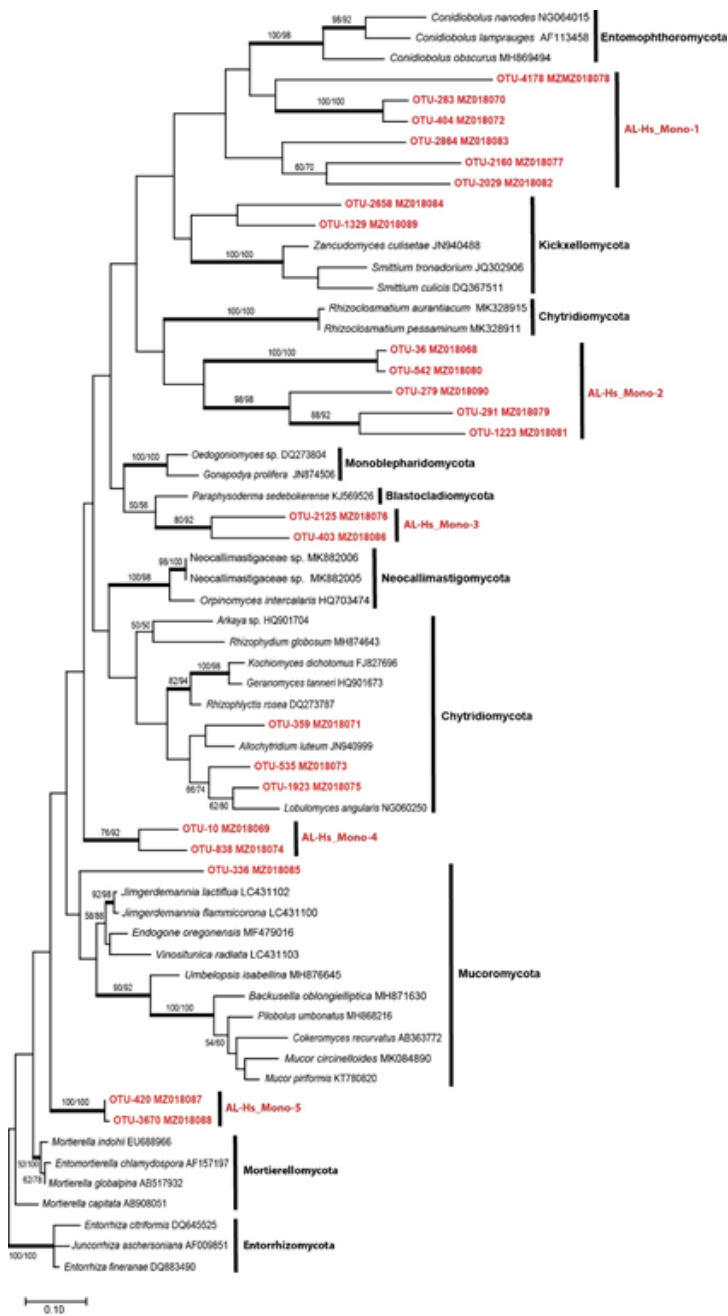 98/92
Conidiobolus nanodes NG064015
100/98
Conidiobolus lamprauges AF113458
Entomophthoromycota
Conidiobolus obscurus MH869494
OTU-4178 MZMZ018078
100/100
OTU-283 MZ018070
OTU-404 MZ018072
AL-Hs_Mono-1
OTU-2864 MZ018083
60/70
OTU-2160 MZ018077
OTU-2029 MZ018082
OTU-2658 MZ018084
OTU-1329 MZ018089
100/100
Zancudomyces culisetae JN940488
Kickxellomycota
Smittium tronadorium JQ302906
Smittium culicis DQ367511
100/100
Rhizoclosmatium aurantiacum MK328915
Chytridiomycota
Rhizoclosmatium pessaminum MK328911
100/100
OTU-36 MZ018068
OTU-542 MZ018080
98/98
OTU-279 MZ018090
AL-Hs_Mono-2
88/92
OTU-291 MZ018079
OTU-1223 MZ018081
100/100
Oedogoniomyces sp. DQ273804
Monoblepharidomycota
Gonapodya prolifera JN874506
50/56
Paraphysoderma sedebokerense KJ569526
Blastocladiomycota
80/92
OTU-2125 MZ018076
AL-Hs_Mono-3
OTU-403 MZ018086
98/100
Neocallimastigaceae sp. MK882006
100/98
Neocallimastigaceae sp. MK882005
Neocallimastigomycota
Orpinomyces intercalaris HQ703474
50/50
Arkaya sp. HQ901704
Rhizophydium globosum MH874643
100/98
Kochiomyces dichotomus FJ827696
82/94
Geranomyces tanneri HQ901673
Rhizophlyctis rosea DQ273787
Chytridiomycota
OTU-359 MZ018071
Allochytridium luteum JN940999
OTU-535 MZ018073
86/74
OTU-1923 MZ018075
62/80
Lobulomyces angularis NG060250
76/92
OTU-10 MZ018069
AL-Hs_Mono-4
OTU-838 MZ018074
OTU-336 MZ018085
92/98
Jimgerdemannia lactiflua LC431102
58/88
Jimgerdemannia flammicorona LC431100
Endogone oregonensis MF479016
Vinositunica radiata LC431103
Mucoromycota
90/92
Umbelopsis isabellina MH876645
100/100
Backusella oblongielliptica MH871630
Pilobolus umbonatus MH868216
54/60
Cokeromyces recurvatus AB363772
Mucor circinelloides MK084890
Mucor piriformis KT780820
100/100
OTU-420 MZ018087
AL-Hs_Mono-5
OTU-3670 MZ018088
Mortierella indohii EU688966
Entomortierella chlamydospora AF157197
Mortierellomycota
62/78
Mortierella globalpina AB517932
Mortierella capitata AB908051
Entorrhiza citriformis DQ645525
Juncorrhiza aschersoniana AF009851
Entorrhizomycota
100/100
Entorrhiza fineranae DQ883490
0.10